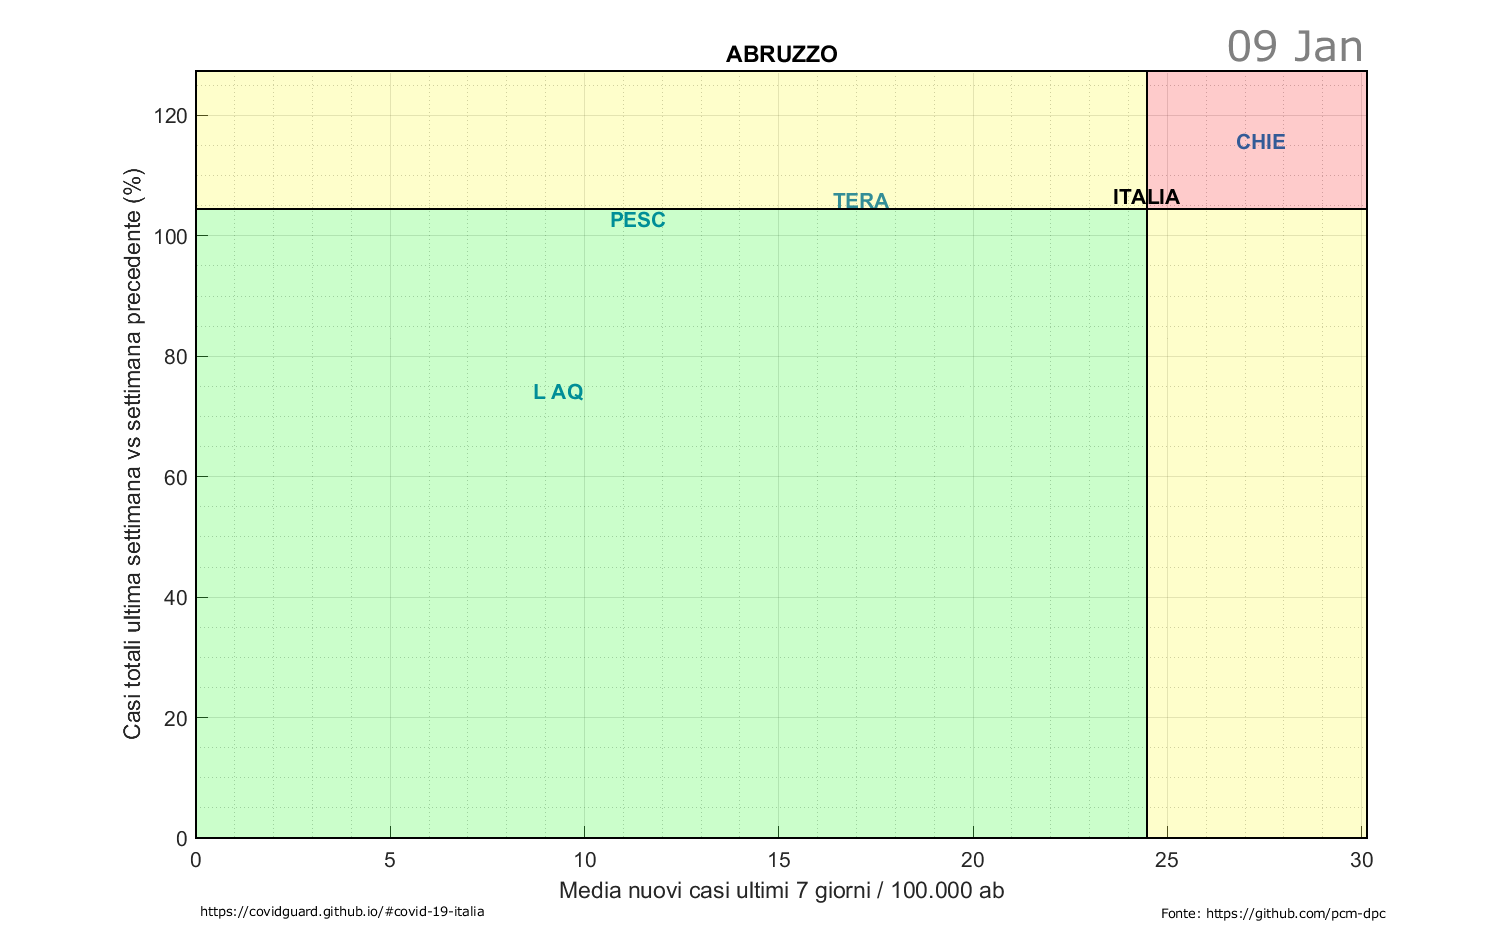 09 Jan
ABRUZZO
120
100
80
60
40
20
0
Casi totali ultima settimana vs settimana precedente (%)
CHIE
ITALIA
TERA
PESC
L AQ
0 5 10 15 20 25 30
Media nuovi casi ultimi 7 giorni / 100.000 ab
https://covidguard.github.io/#covid-19-italia
Fonte: https://github.com/pcm-dpc